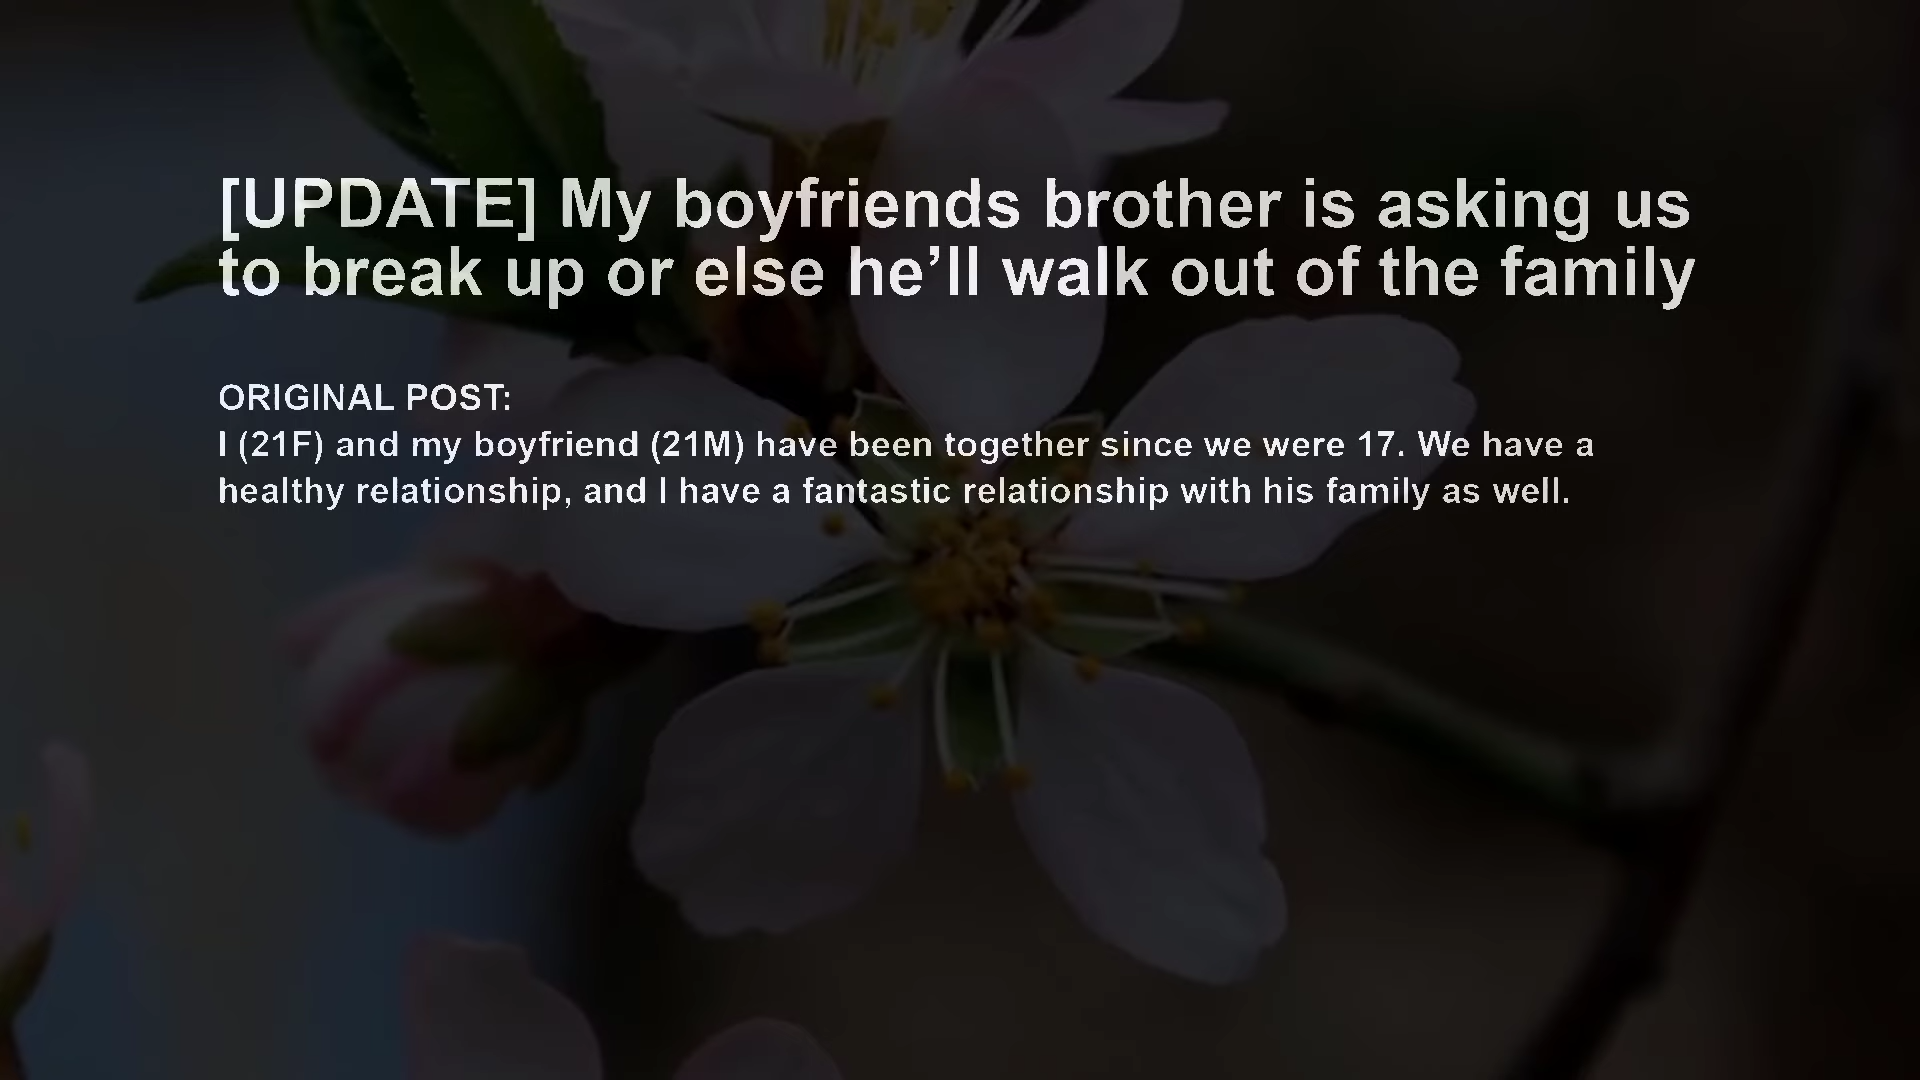 [UPDATE] My boyfriends brother is asking us
to break up or else he’ll walk out of the family
ORIGINAL POST:
I (21F) and my boyfriend (21M) have been together since we were 17. We have a
healthy relationship, and I have a fantastic relationship with his family as well.